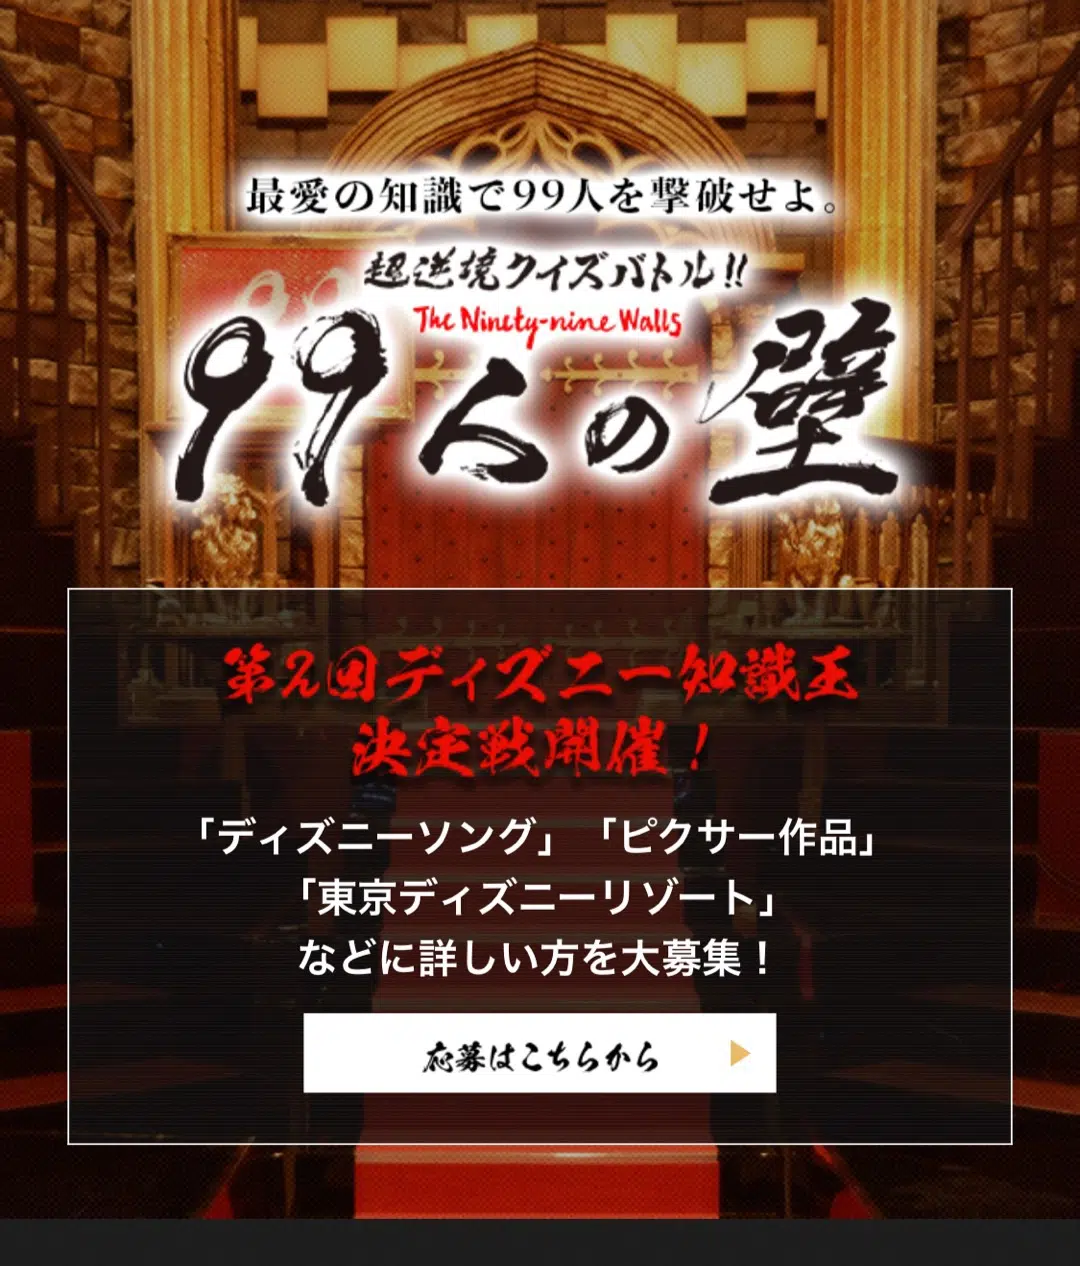 最愛の知識で99人を撃破せよ。
超逆境クイズバトル!!
The Ninety-nine Walls
99人の壁
第2回ディズニー知識王
決定戦開催！
「ディズニーソング」「ピクサー作品」
「東京ディズニーリゾート」
などに詳しい方を大募集！
応募はこちらから